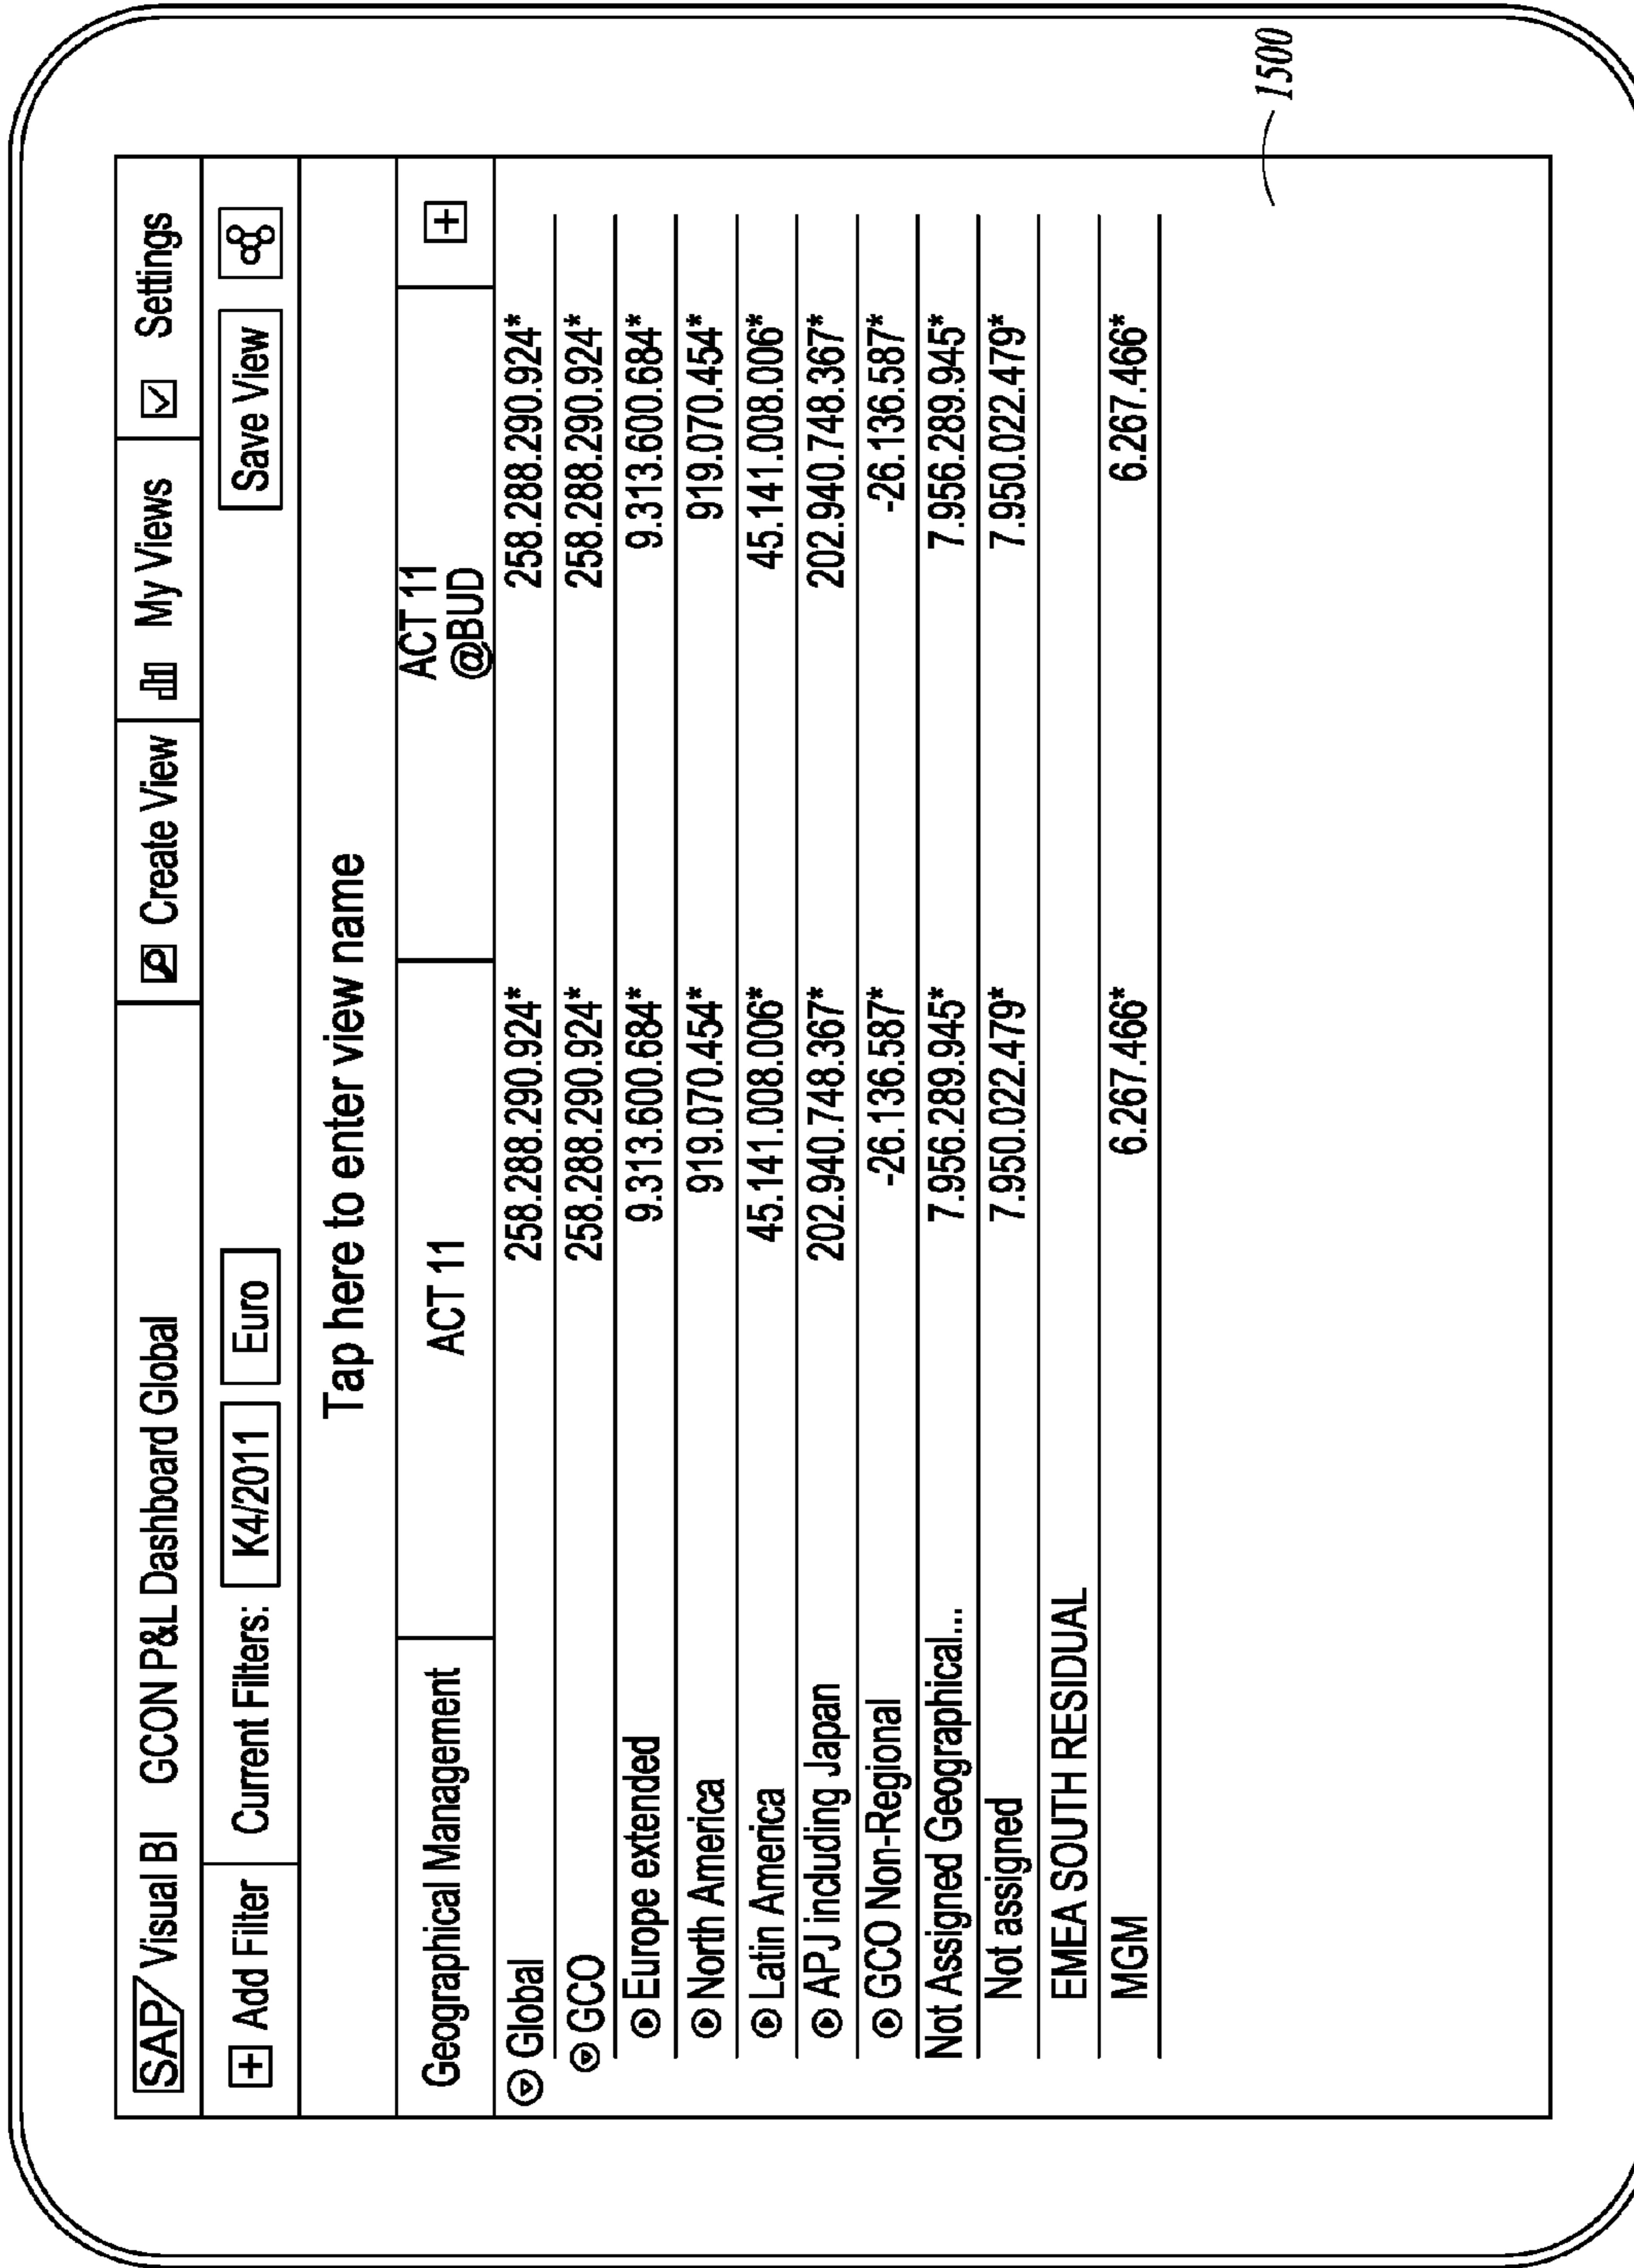 SAP Visual BI GCON P&L Dashboard Global Create View My Views Settings
Add Filter Current Filters: K4/2011 Euro Save View
Tap here to enter view name
Geographical Management ACT 11 ACT 11 @BUD
Global 258.288.290.924* 258.288.290.924*
GCO 258.288.290.924* 258.288.290.924*
Europe extended 9.313.600.684* 9.313.600.684*
North America 919.070.454* 919.070.454*
Latin America 45.141.008.006* 45.141.008.006*
APJ including Japan 202.940.748.367* 202.940.748.367*
GCO Non-Regional -26.136.587* -26.136.587*
Not Assigned Geographical... 7.956.289.945* 7.956.289.945*
Not assigned 7.950.022.479* 7.950.022.479*
EMEA SOUTH RESIDUAL
MGM 6.267.466* 6.267.466*
1500